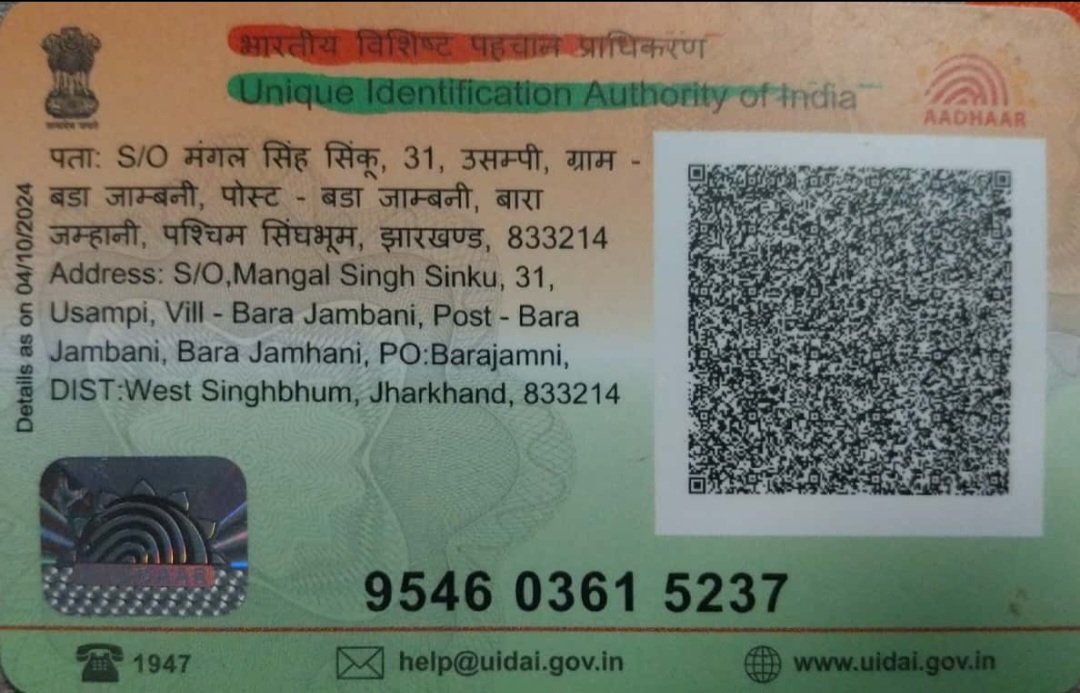 भारतीय विशिष्ट पहचान प्राधिकरण
Unique Identification Authority of India
AADHAAR
पता: S/O मंगल सिंह सिंकू, 31, उसम्पी, ग्राम -
बडा जाम्बनी, पोस्ट - बडा जाम्बनी, बारा
जम्हानी, पश्चिम सिंघभूम, झारखण्ड, 833214
Address: S/O,Mangal Singh Sinku, 31,
Usampi, Vill - Bara Jambani, Post - Bara
Jambani, Bara Jamhani, PO:Barajamni,
DIST:West Singhbhum, Jharkhand, 833214
Details as on 04/10/2024
9546 0361 5237
1947
help@uidai.gov.in
www.uidai.gov.in